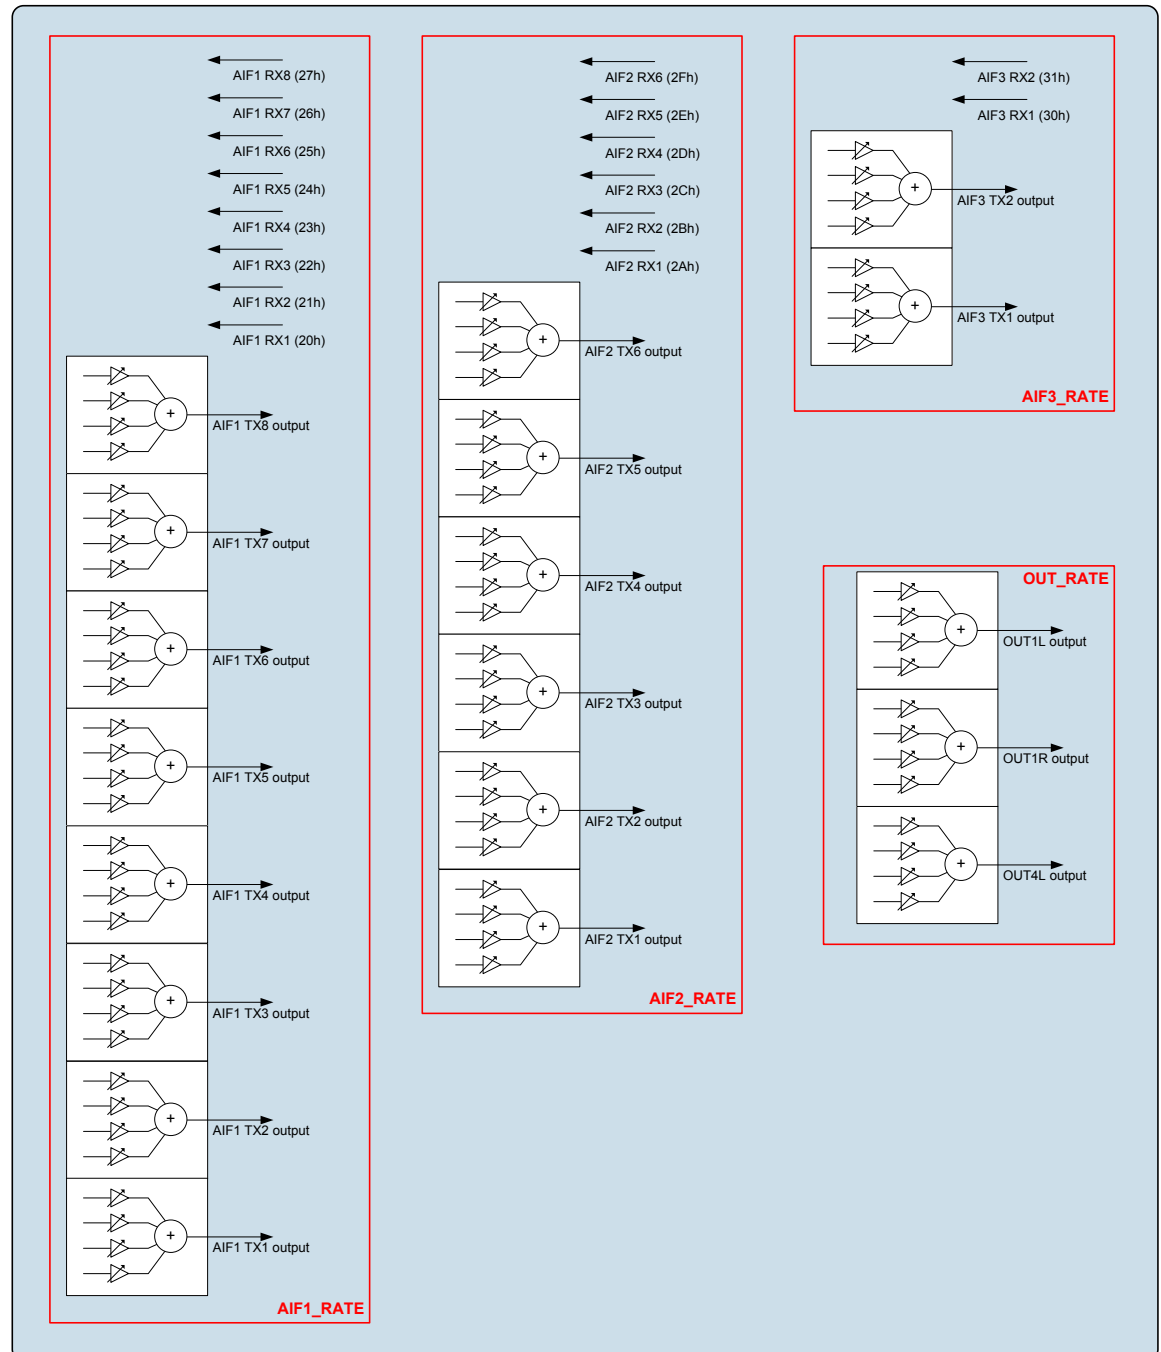 AIF1 RX8 (27h)
AIF1 RX7 (26h)
AIF1 RX6 (25h)
AIF1 RX5 (24h)
AIF1 RX4 (23h)
AIF1 RX3 (22h)
AIF1 RX2 (21h)
AIF1 RX1 (20h)
+
AIF1 TX8 output
+
AIF1 TX7 output
+
AIF1 TX6 output
+
AIF1 TX5 output
+
AIF1 TX4 output
+
AIF1 TX3 output
+
AIF1 TX2 output
+
AIF1 TX1 output
AIF1_RATE
AIF2 RX6 (2Fh)
AIF2 RX5 (2Eh)
AIF2 RX4 (2Dh)
AIF2 RX3 (2Ch)
AIF2 RX2 (2Bh)
AIF2 RX1 (2Ah)
+
AIF2 TX6 output
+
AIF2 TX5 output
+
AIF2 TX4 output
+
AIF2 TX3 output
+
AIF2 TX2 output
+
AIF2 TX1 output
AIF2_RATE
AIF3 RX2 (31h)
AIF3 RX1 (30h)
+
AIF3 TX2 output
+
AIF3 TX1 output
AIF3_RATE
OUT_RATE
+
OUT1L output
+
OUT1R output
+
OUT4L output